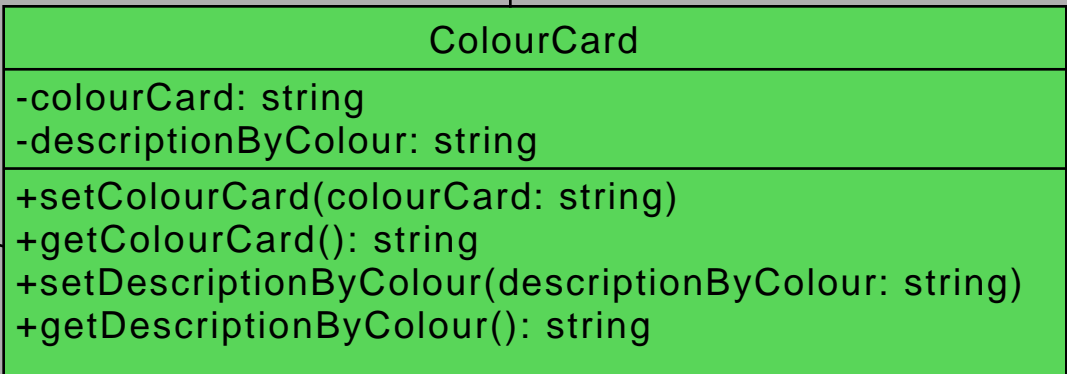 ColourCard
-colourCard: string
-descriptionByColour: string
+setColourCard(colourCard: string)
+getColourCard(): string
+setDescriptionByColour(descriptionByColour: string)
+getDescriptionByColour(): string